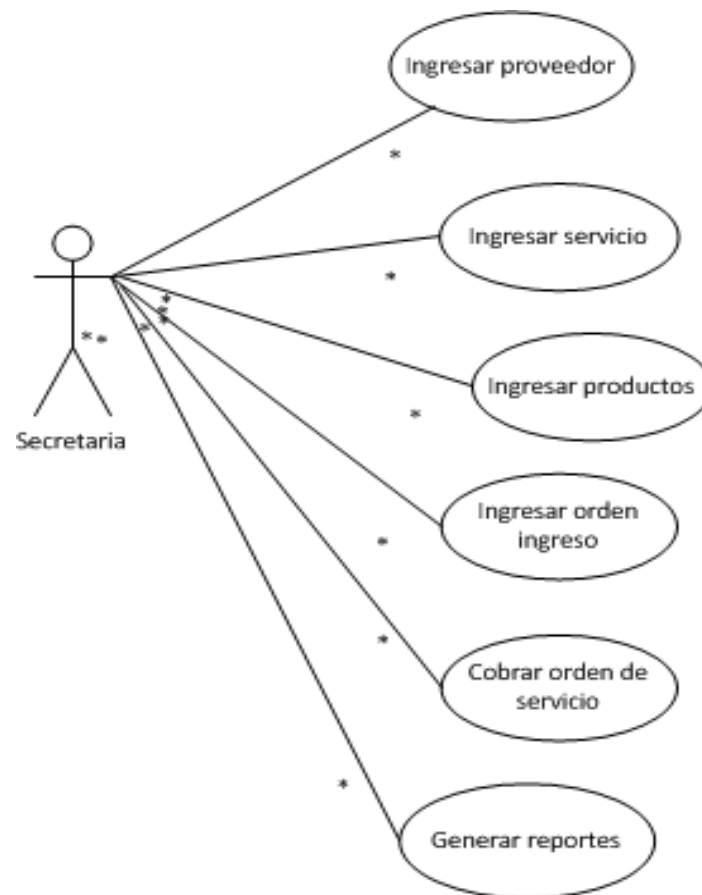 Ingresar proveedor
*
Ingresar servicio
*
*
*
*
*
* *
Ingresar productos
*
Secretaria
Ingresar orden
ingreso
*
*
Cobrar orden de
servicio
*
Generar reportes